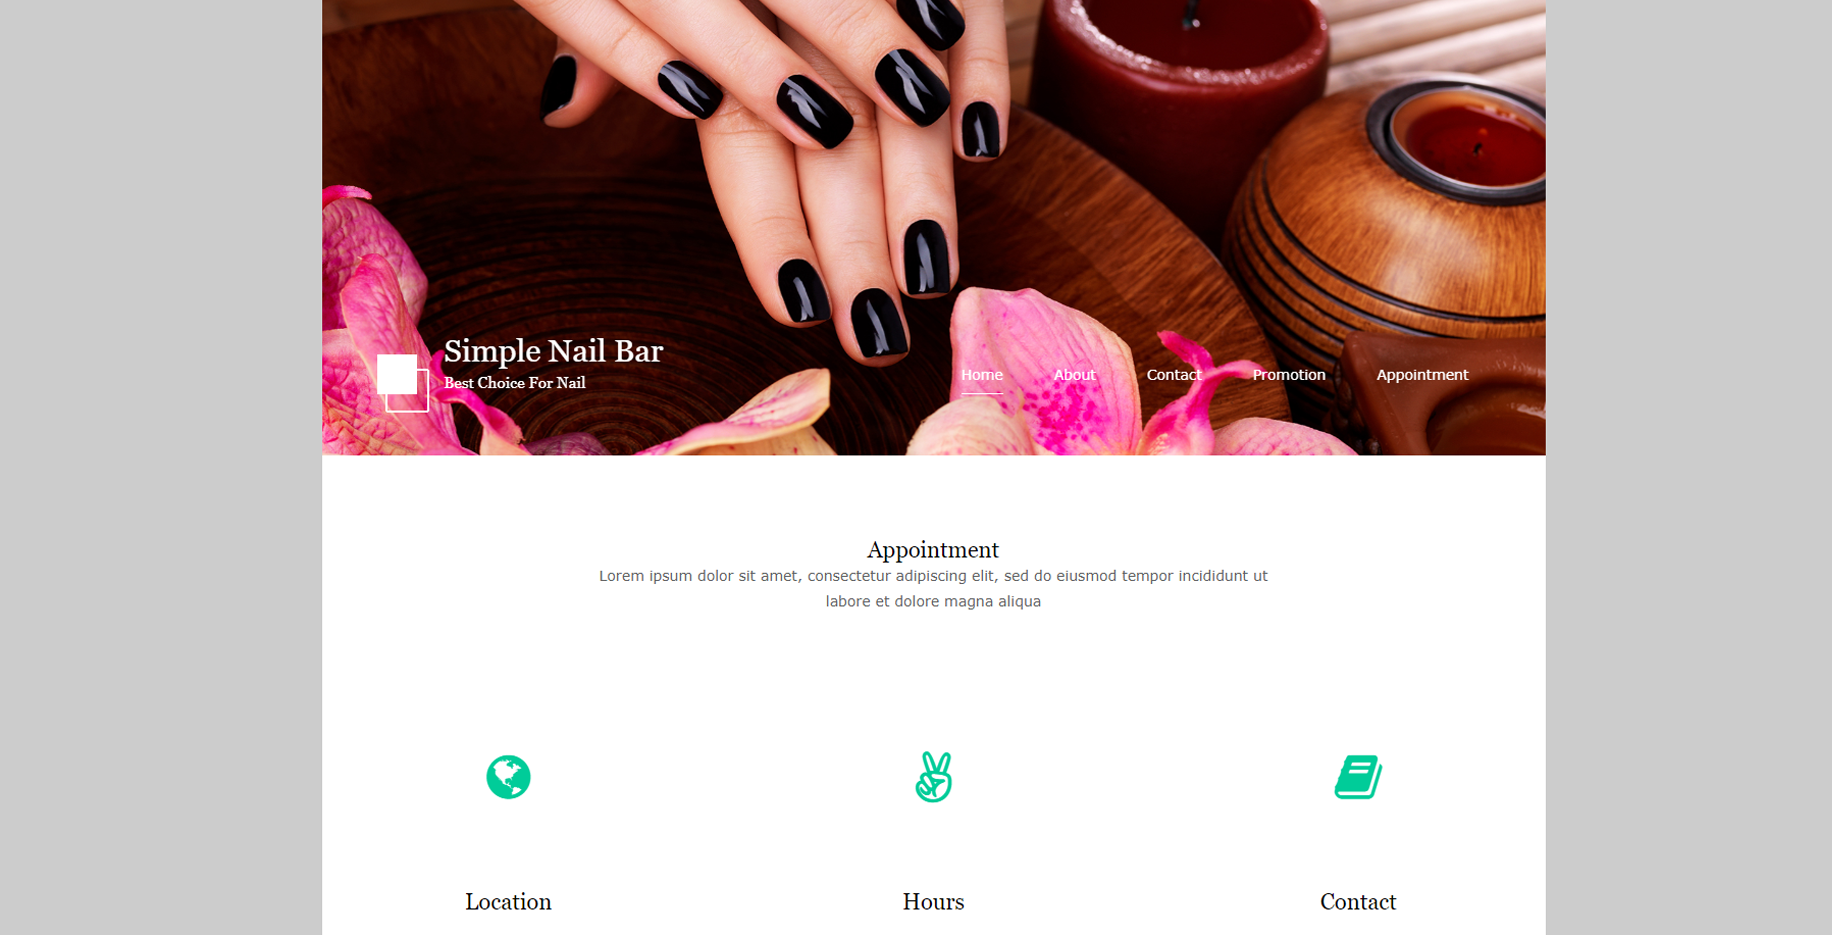 Simple Nail Bar
Best Choice For Nail
Home About Contact Promotion Appointment
Appointment
Lorem ipsum dolor sit amet, consectetur adipiscing elit, sed do eiusmod tempor incididunt ut
labore et dolore magna aliqua
Location Hours Contact